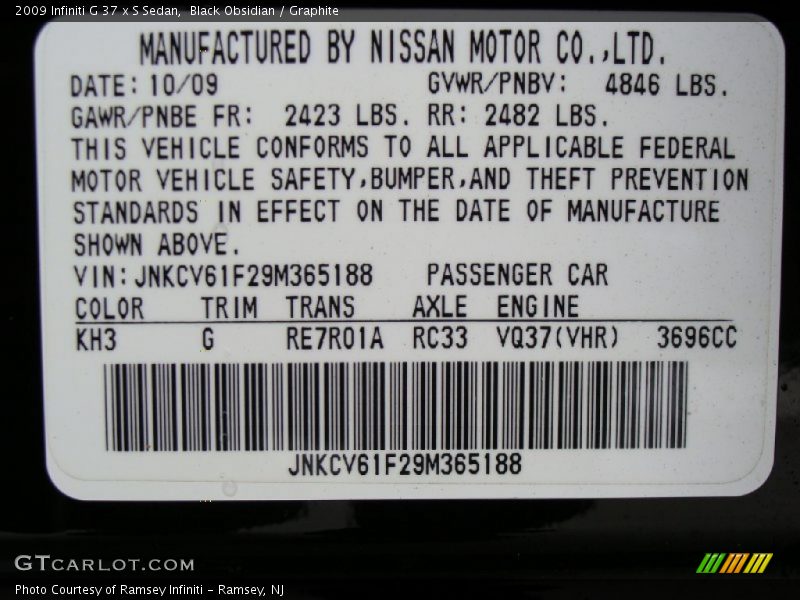 2009 Infiniti G 37 x S Sedan,  Black Obsidian / Graphite
MANUFACTURED BY NISSAN MOTOR CO.,LTD.
DATE: 10/09 GVWR/PNBV: 4846 LBS.
GAWR/PNBE FR: 2423 LBS. RR: 2482 LBS.
THIS VEHICLE CONFORMS TO ALL APPLICABLE FEDERAL
MOTOR VEHICLE SAFETY,BUMPER,AND THEFT PREVENTION
STANDARDS IN EFFECT ON THE DATE OF MANUFACTURE
SHOWN ABOVE.
VIN: JNKCV61F29M365188 PASSENGER CAR
COLOR TRIM TRANS AXLE ENGINE
KH3 G RE7R01A RC33 VQ37(VHR) 3696CC
JNKCV61F29M365188
GTCARLOT.COM
Photo Courtesy of Ramsey Infiniti - Ramsey, NJ